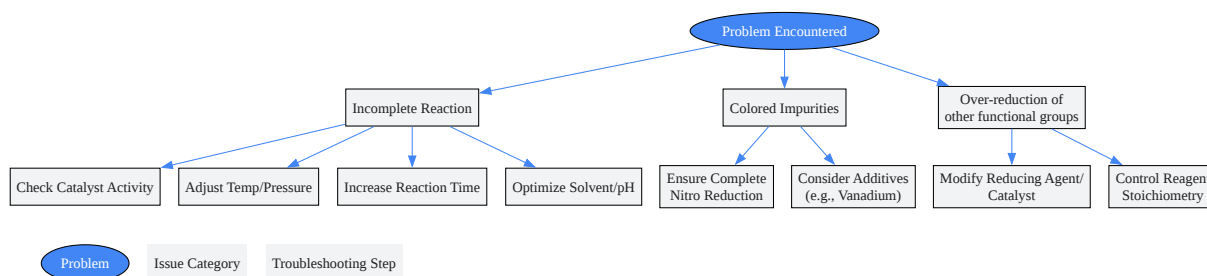 Problem Encountered
Incomplete Reaction
Colored Impurities
Over-reduction of
other functional groups
Check Catalyst Activity
Adjust Temp/Pressure
Increase Reaction Time
Optimize Solvent/pH
Ensure Complete
Nitro Reduction
Consider Additives
(e.g., Vanadium)
Modify Reducing Agent/
Catalyst
Control Reagent
Stoichiometry
Problem
Issue Category
Troubleshooting Step